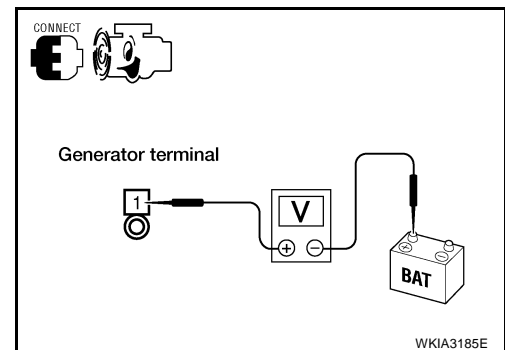 CONNECT
Generator terminal
1
V
+ −
+ −
BAT
WKIA3185E